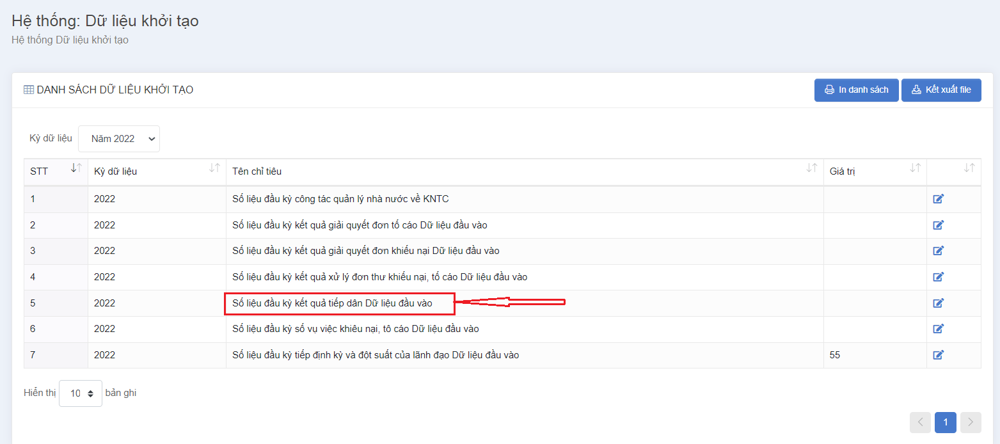 Hệ thống: Dữ liệu khởi tạo
Hệ thống Dữ liệu khởi tạo
DANH SÁCH DỮ LIỆU KHỞI TẠO
In danh sách
Kết xuất file
Kỳ dữ liệu Năm 2022
STT Kỳ dữ liệu Tên chỉ tiêu Giá trị
1 2022 Số liệu đầu kỳ công tác quản lý nhà nước về KNTC
2 2022 Số liệu đầu kỳ kết quả giải quyết đơn tố cáo Dữ liệu đầu vào
3 2022 Số liệu đầu kỳ kết quả giải quyết đơn khiếu nại Dữ liệu đầu vào
4 2022 Số liệu đầu kỳ kết quả xử lý đơn thư khiếu nại, tố cáo Dữ liệu đầu vào
5 2022 Số liệu đầu kỳ kết quả tiếp dân Dữ liệu đầu vào
6 2022 Số liệu đầu kỳ số vụ việc khiêu nại, tô cáo Dữ liệu đầu vào
7 2022 Số liệu đầu kỳ tiếp định kỳ và đột suất của lãnh đạo Dữ liệu đầu vào 55
Hiển thị 10 bản ghi
1